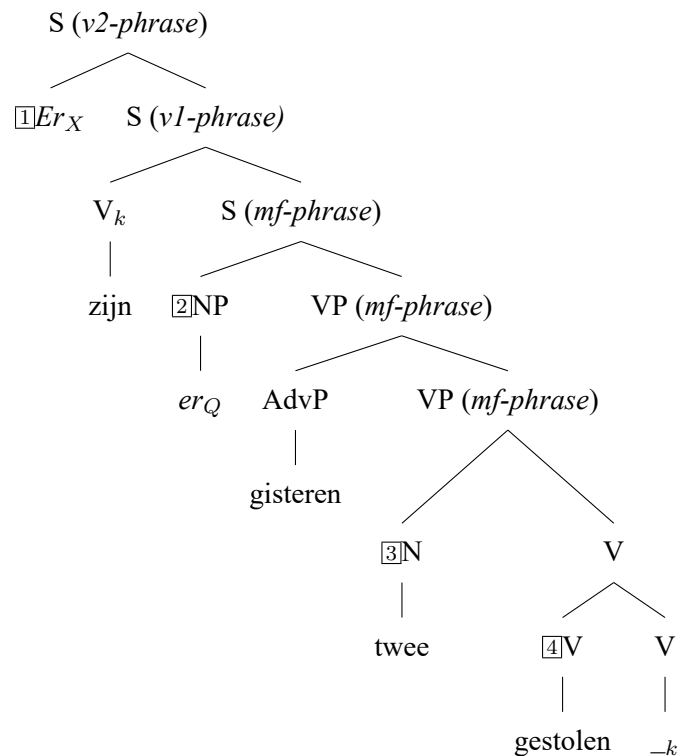 S (v2-phrase)
1 Er_X S (v1-phrase)
V_k S (mf-phrase)
zijn 2 NP VP (mf-phrase)
er_Q AdvP VP (mf-phrase)
gisteren
3 N V
twee 4 V V
gestolen _k